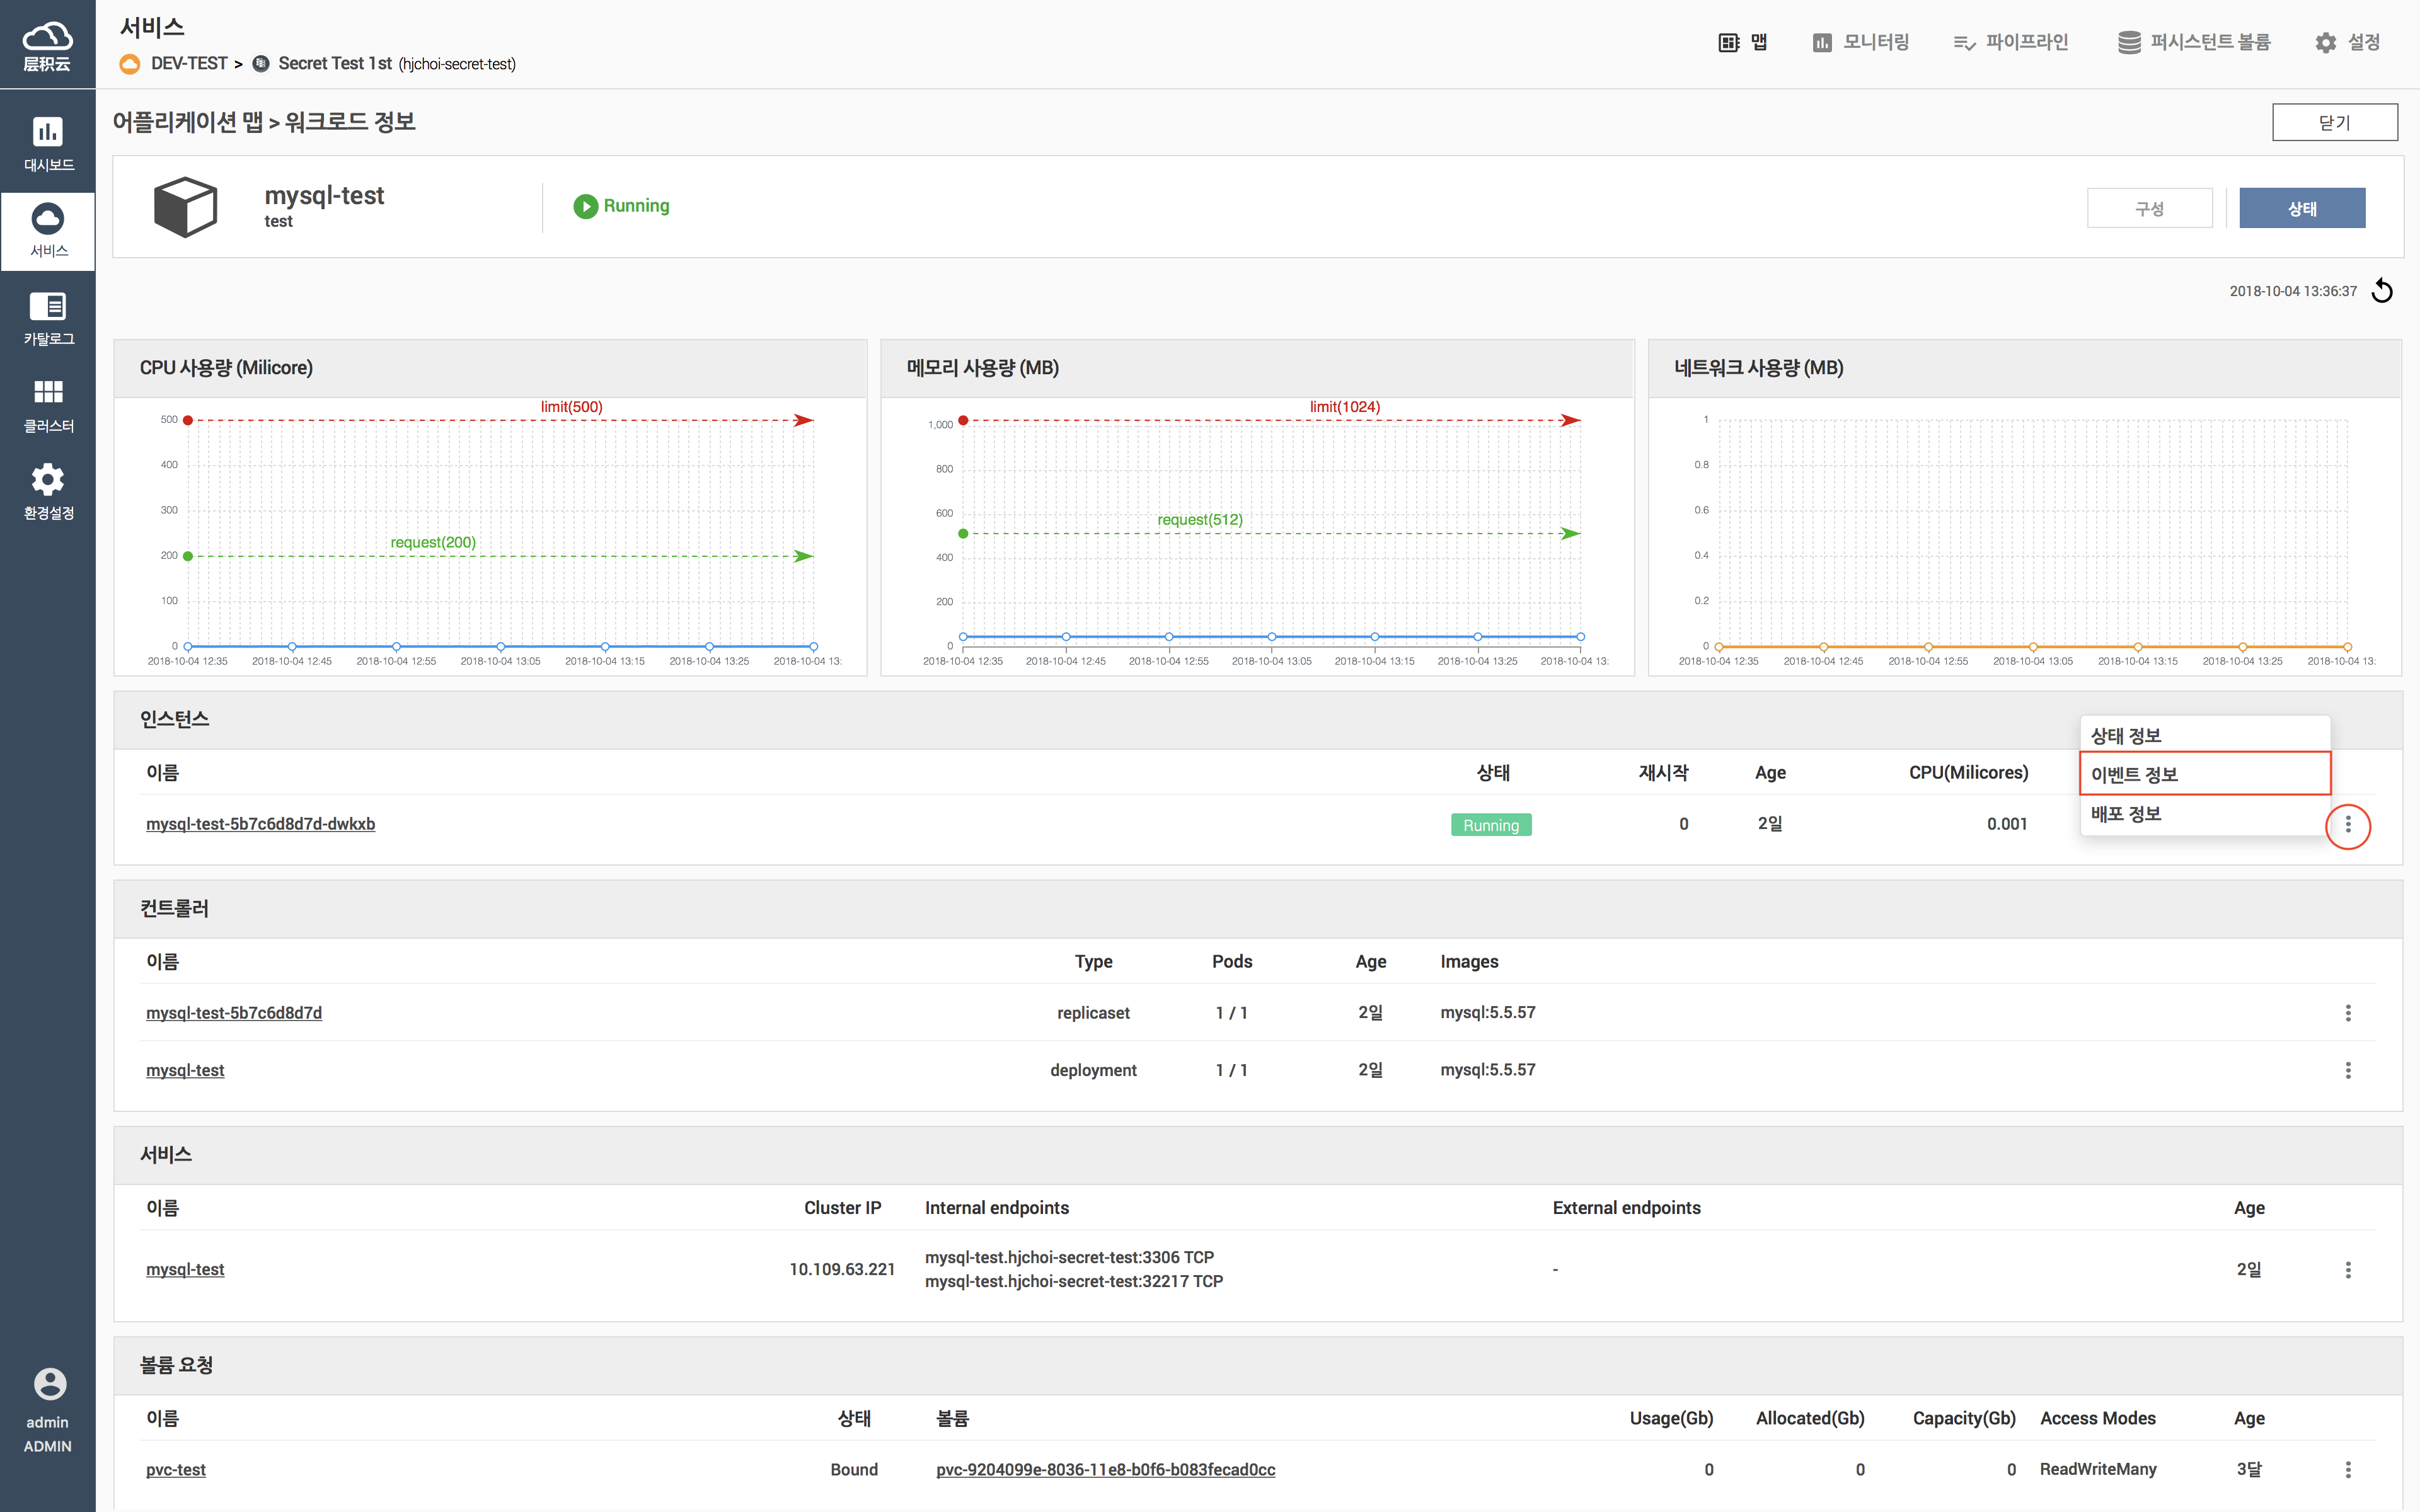 层积云
서비스
DEV-TEST > Secret Test 1st (hjchoi-secret-test)
맵
모니터링
파이프라인
퍼시스턴트 볼륨
설정
대시보드
서비스
카탈로그
클러스터
환경설정
admin
ADMIN
어플리케이션 맵 > 워크로드 정보
닫기
mysql-test
test
Running
구성
상태
2018-10-04 13:36:37
CPU 사용량 (Milicore)
limit(500)
500
400
300
request(200)
200
100
0
2018-10-04 12:35 2018-10-04 12:45 2018-10-04 12:55 2018-10-04 13:05 2018-10-04 13:15 2018-10-04 13:25 2018-10-04 13:
메모리 사용량 (MB)
limit(1024)
1,000
800
600
request(512)
400
200
0
2018-10-04 12:35 2018-10-04 12:45 2018-10-04 12:55 2018-10-04 13:05 2018-10-04 13:15 2018-10-04 13:25 2018-10-04 13:
네트워크 사용량 (MB)
1
0.8
0.6
0.4
0.2
0
2018-10-04 12:35 2018-10-04 12:45 2018-10-04 12:55 2018-10-04 13:05 2018-10-04 13:15 2018-10-04 13:25 2018-10-04 13:
인스턴스
이름 상태 재시작 Age CPU(Milicores)
mysql-test-5b7c6d8d7d-dwkxb Running 0 2일 0.001
상태 정보
이벤트 정보
배포 정보
컨트롤러
이름 Type Pods Age Images
mysql-test-5b7c6d8d7d replicaset 1 / 1 2일 mysql:5.5.57
mysql-test deployment 1 / 1 2일 mysql:5.5.57
서비스
이름 Cluster IP Internal endpoints External endpoints Age
mysql-test 10.109.63.221 mysql-test.hjchoi-secret-test:3306 TCP - 2일
mysql-test.hjchoi-secret-test:32217 TCP
볼륨 요청
이름 상태 볼륨 Usage(Gb) Allocated(Gb) Capacity(Gb) Access Modes Age
pvc-test Bound pvc-9204099e-8036-11e8-b0f6-b083fecad0cc 0 0 0 ReadWriteMany 3달